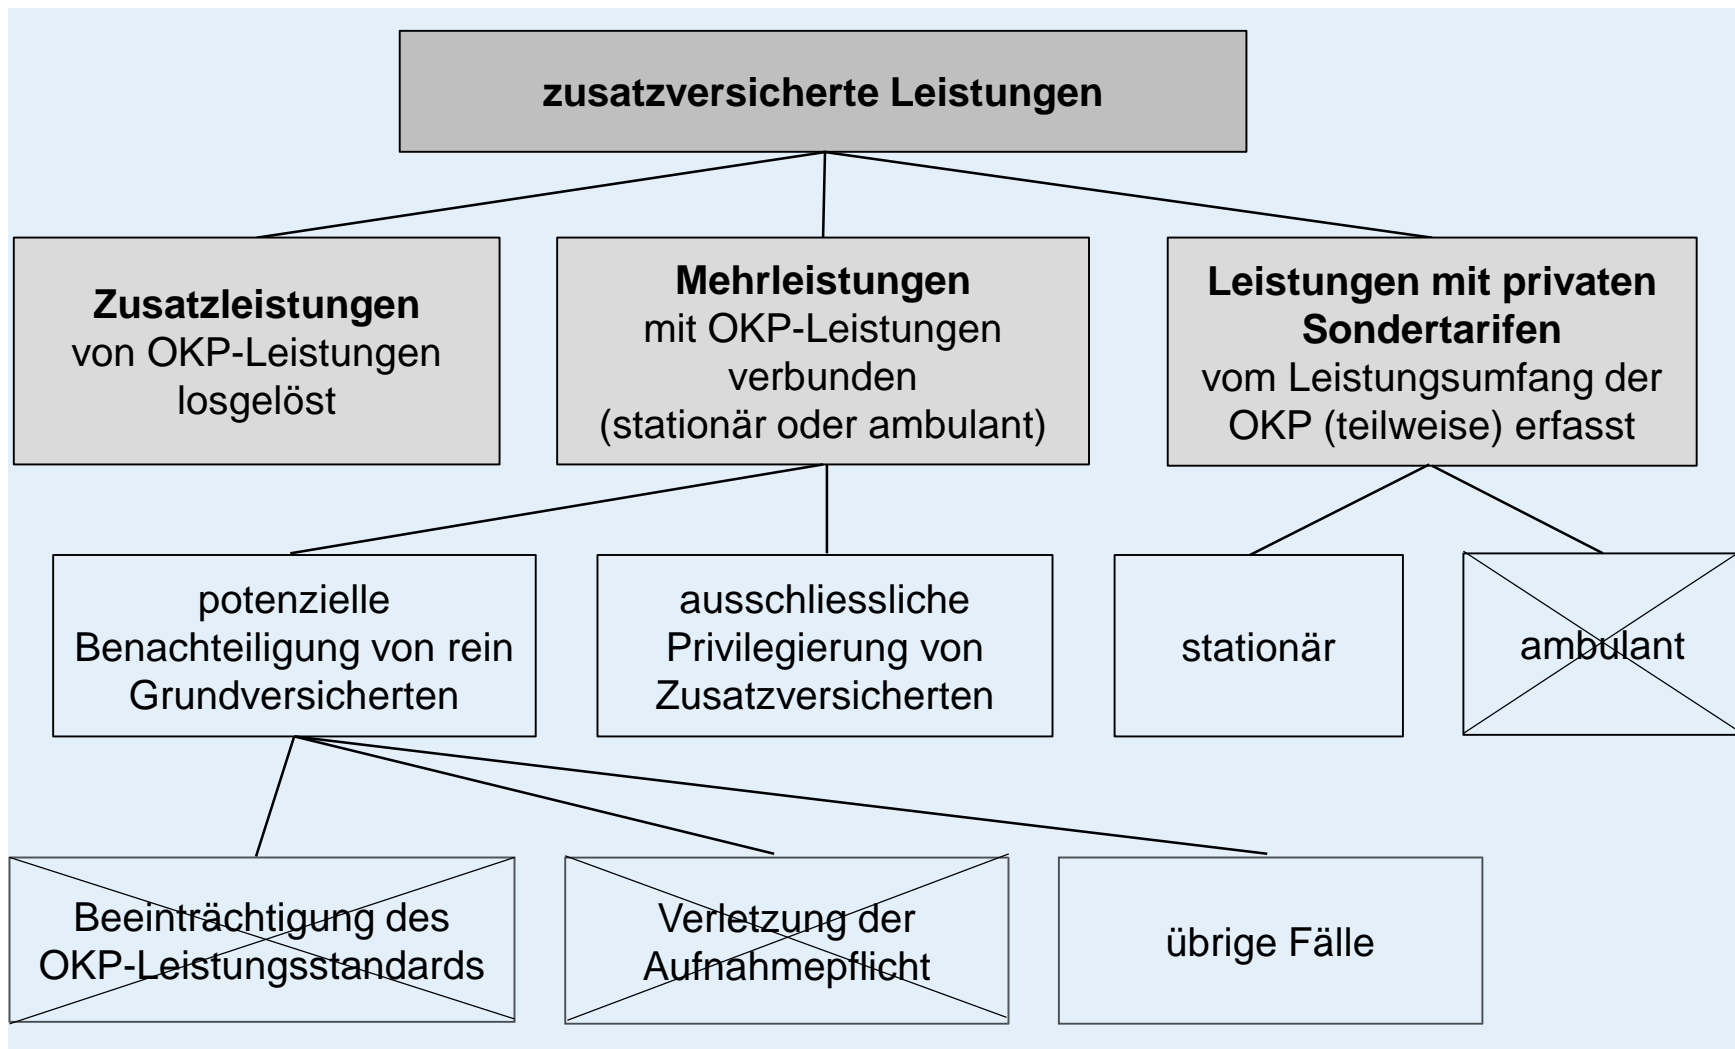 zusatzversicherte Leistungen
Zusatzleistungen
von OKP-Leistungen
losgelöst
Mehrleistungen
mit OKP-Leistungen
verbunden
(stationär oder ambulant)
Leistungen mit privaten
Sondertarifen
vom Leistungsumfang der
OKP (teilweise) erfasst
potenzielle
Benachteiligung von rein
Grundversicherten
ausschliessliche
Privilegierung von
Zusatzversicherten
stationär
ambulant
Beeinträchtigung des
OKP-Leistungsstandards
Verletzung der
Aufnahmepflicht
übrige Fälle